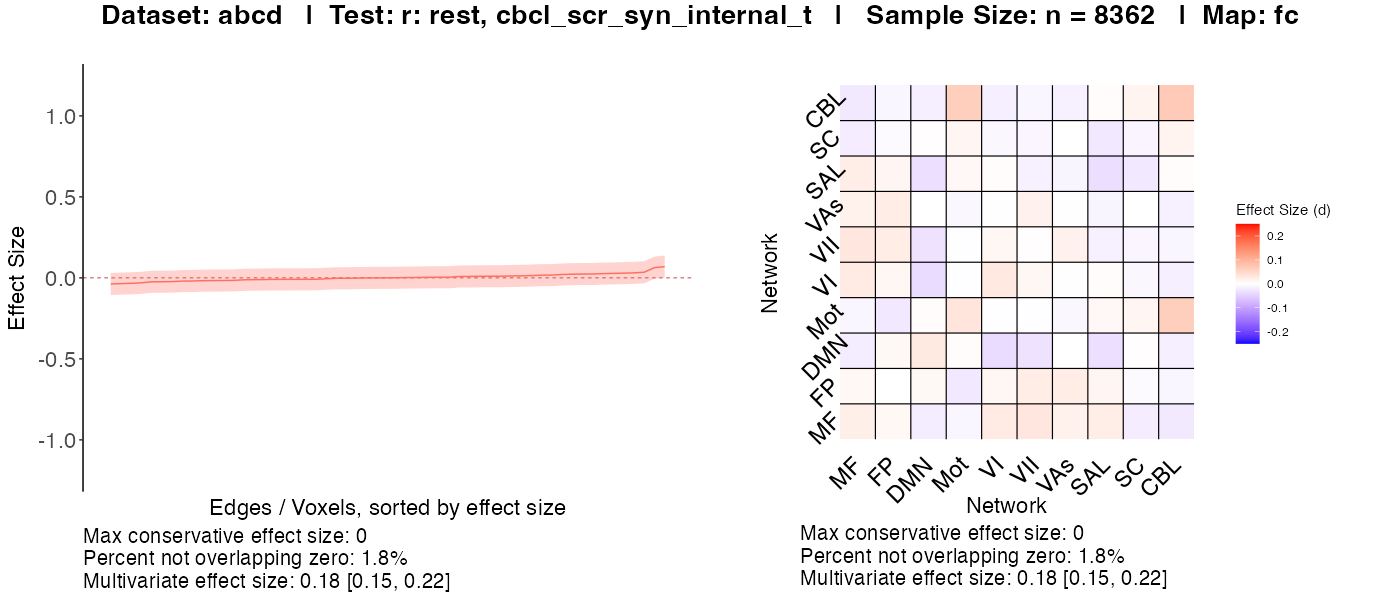 Dataset: abcd | Test: r: rest, cbcl_scr_syn_internal_t | Sample Size: n = 8362 | Map: fc
Effect Size
1.0
0.5
0.0
-0.5
-1.0
Edges / Voxels, sorted by effect size
Max conservative effect size: 0
Percent not overlapping zero: 1.8%
Multivariate effect size: 0.18 [0.15, 0.22]
Network
CBL
SC
SAL
VAs
VII
VI
Mot
DMN
FP
MF
MF
FP
DMN
Mot
VI
VII
VAs
SAL
SC
CBL
Network
Effect Size (d)
0.2
0.1
0.0
-0.1
-0.2
Max conservative effect size: 0
Percent not overlapping zero: 1.8%
Multivariate effect size: 0.18 [0.15, 0.22]